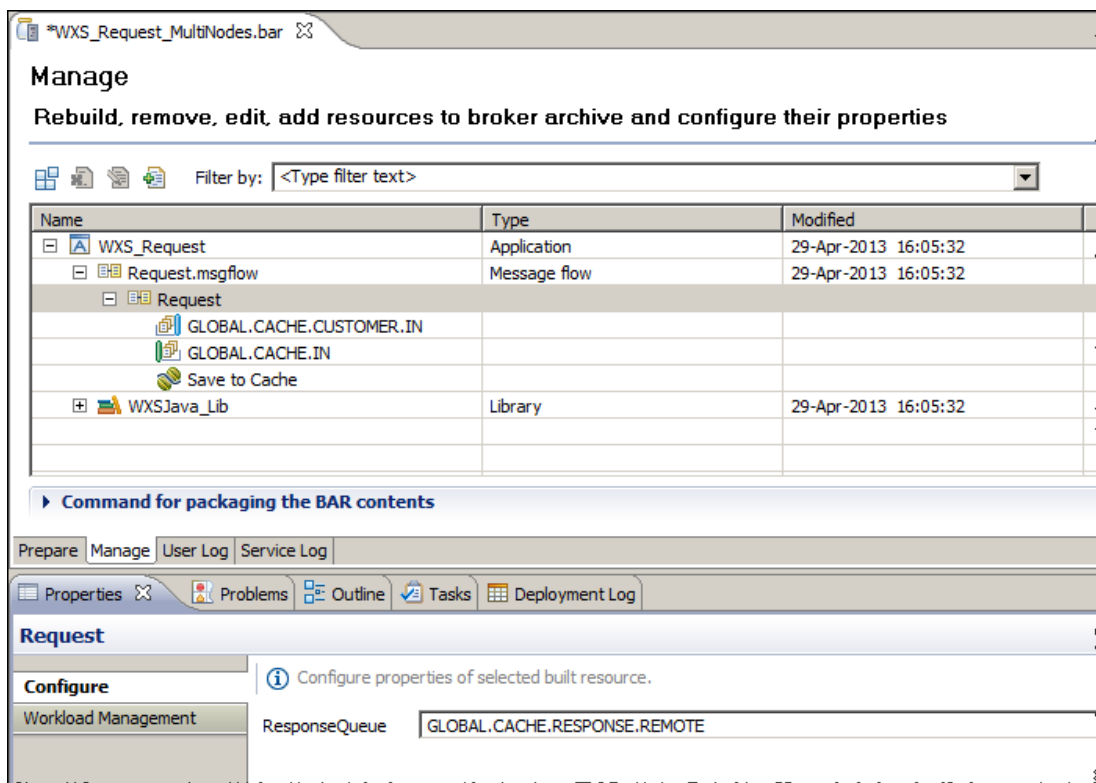 *WXS_Request_MultiNodes.bar
Manage
Rebuild, remove, edit, add resources to broker archive and configure their properties
Filter by: <Type filter text>
Name Type Modified
WXS_Request Application 29-Apr-2013 16:05:32
Request.msgflow Message flow 29-Apr-2013 16:05:32
Request
GLOBAL.CACHE.CUSTOMER.IN
GLOBAL.CACHE.IN
Save to Cache
WXSJava_Lib Library 29-Apr-2013 16:05:32
Command for packaging the BAR contents
Prepare Manage User Log Service Log
Properties Problems Outline Tasks Deployment Log
Request
Configure
Configure properties of selected built resource.
Workload Management
ResponseQueue GLOBAL.CACHE.RESPONSE.REMOTE